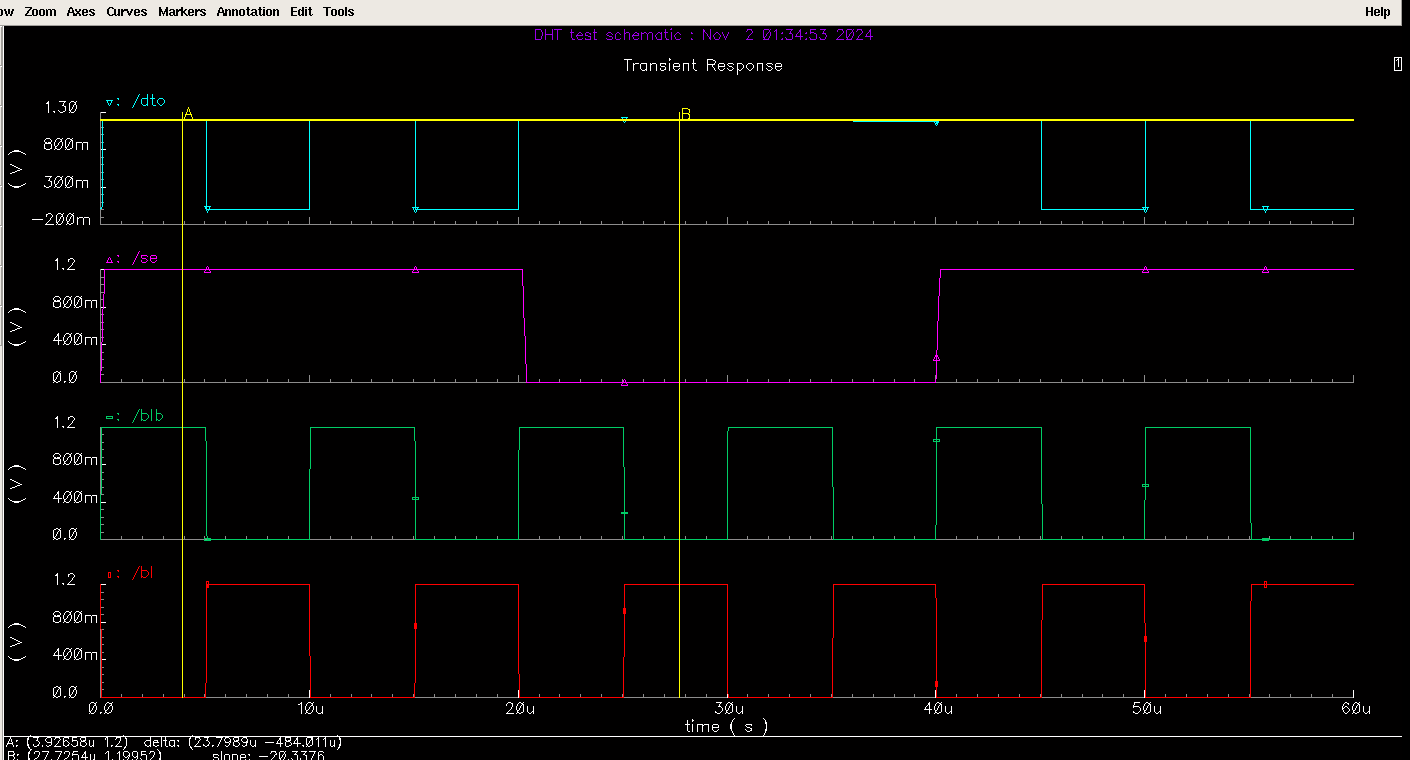 ow Zoom Axes Curves Markers Annotation Edit Tools Help
DHT test schematic : Nov 2 01:34:53 2024
Transient Response
1
: /dto
A
B
1.30
800m
300m
−200m
(V)
: /se
1.2
800m
400m
0.0
(V)
: /blb
1.2
800m
400m
0.0
(V)
: /bl
1.2
800m
400m
0.0
(V)
0.0 10u 20u 30u 40u 50u 60u
time ( s )
A: (3.92658u 1.2) delta: (23.7989u −484.011u)
B: (27.7254u 1.19952) slope: −20.3376